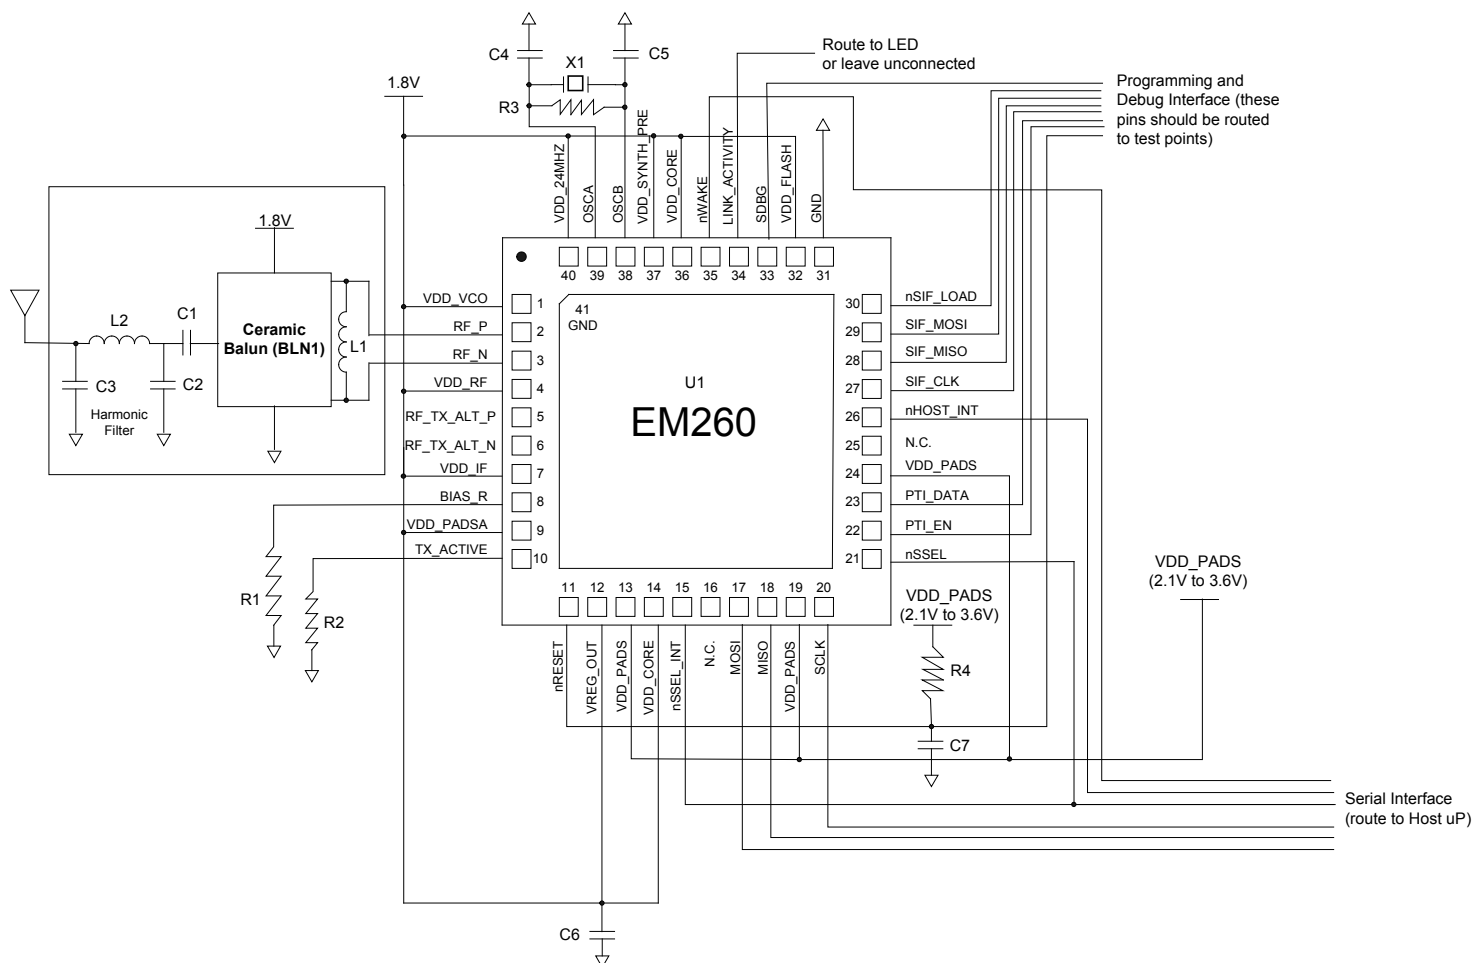 Route to LED
or leave unconnected
Programming and
Debug Interface (these
pins should be routed
to test points)
C4
C5
X1
R3
1.8V
VDD_24MHZ
OSCA
OSCB
VDD_SYNTH_PRE
VDD_CORE
nWAKE
LINK_ACTIVITY
SDBG
VDD_FLASH
GND
40
39
38
37
36
35
34
33
32
31
1.8V
Ceramic
Balun (BLN1)
L2
C1
L1
C3
C2
Harmonic
Filter
VDD_VCO
1
RF_P
2
RF_N
3
VDD_RF
4
RF_TX_ALT_P
5
RF_TX_ALT_N
6
VDD_IF
7
BIAS_R
8
VDD_PADSA
9
TX_ACTIVE
10
41
GND
U1
EM260
30
nSIF_LOAD
29
SIF_MOSI
28
SIF_MISO
27
SIF_CLK
26
nHOST_INT
25
N.C.
24
VDD_PADS
23
PTI_DATA
22
PTI_EN
21
nSSEL
11
12
13
14
15
16
17
18
19
20
nRESET
VREG_OUT
VDD_PADS
VDD_CORE
nSSEL_INT
N.C.
MOSI
MISO
VDD_PADS
SCLK
R1
R2
VDD_PADS
(2.1V to 3.6V)
R4
C7
VDD_PADS
(2.1V to 3.6V)
Serial Interface
(route to Host uP)
C6